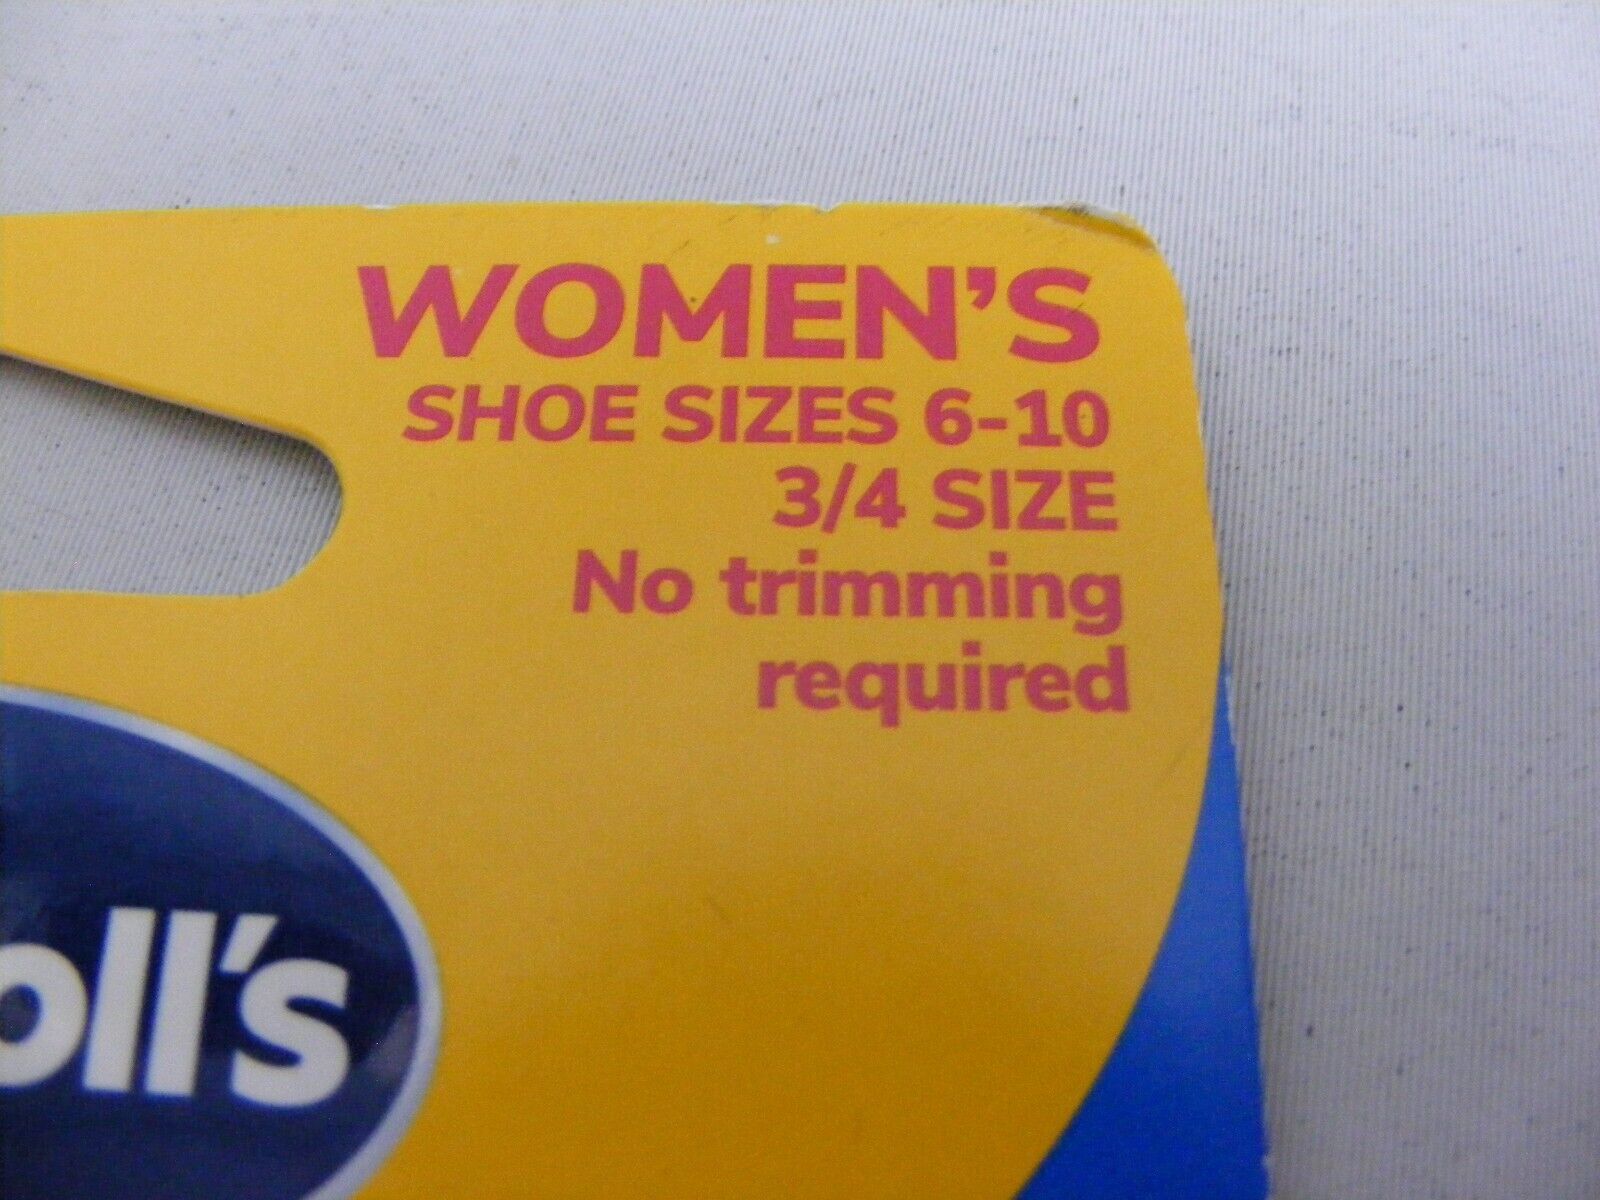 WOMEN'S
SHOE SIZES 6-10
3/4 SIZE
No trimming
required
oll's